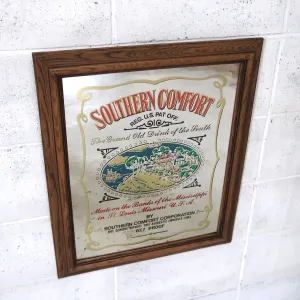 SOUTHERN COMFORT
REG. U.S. PAT. OFF.
The Grand Old Drink of the South
Made on the Banks of the Mississippi
in St. Louis Missouri U.S.A.
BY
SOUTHERN COMFORT CORPORATION
PROOF